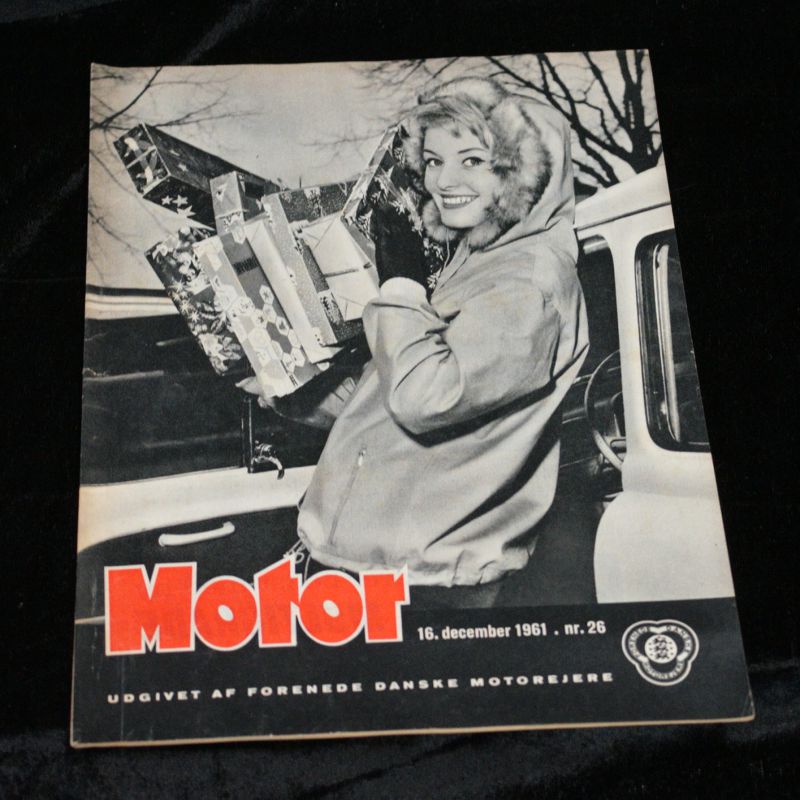 Motor
16. december 1961 . nr. 26
UDGIVET AF FORENEDE DANSKE MOTOREJERE